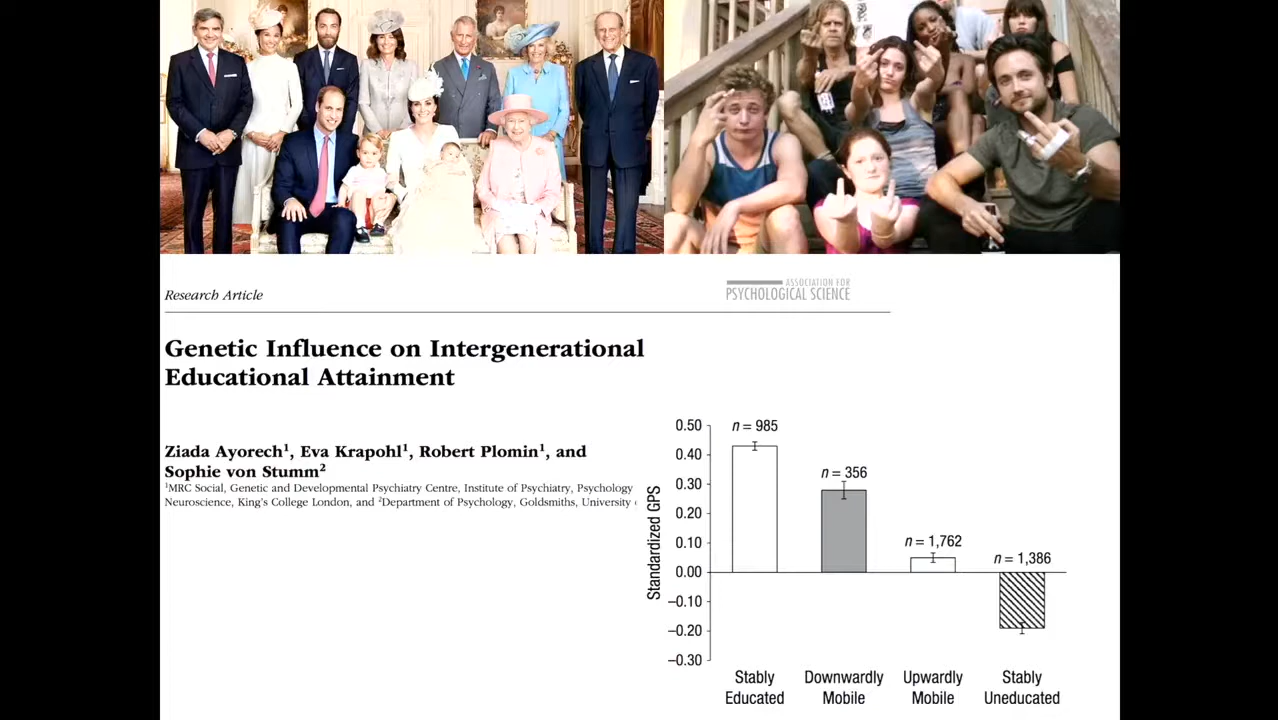 Research Article
ASSOCIATION FOR
PSYCHOLOGICAL SCIENCE
Genetic Influence on Intergenerational
Educational Attainment
Ziada Ayorech¹, Eva Krapohl¹, Robert Plomin¹, and
Sophie von Stumm²
¹MRC Social, Genetic and Developmental Psychiatry Centre, Institute of Psychiatry, Psychology
Neuroscience, King's College London, and ²Department of Psychology, Goldsmiths, University
Standardized GPS
0.50
0.40
0.30
0.20
0.10
0.00
–0.10
–0.20
–0.30
n = 985
n = 356
n = 1,762
n = 1,386
Stably
Educated
Downwardly
Mobile
Upwardly
Mobile
Stably
Uneducated